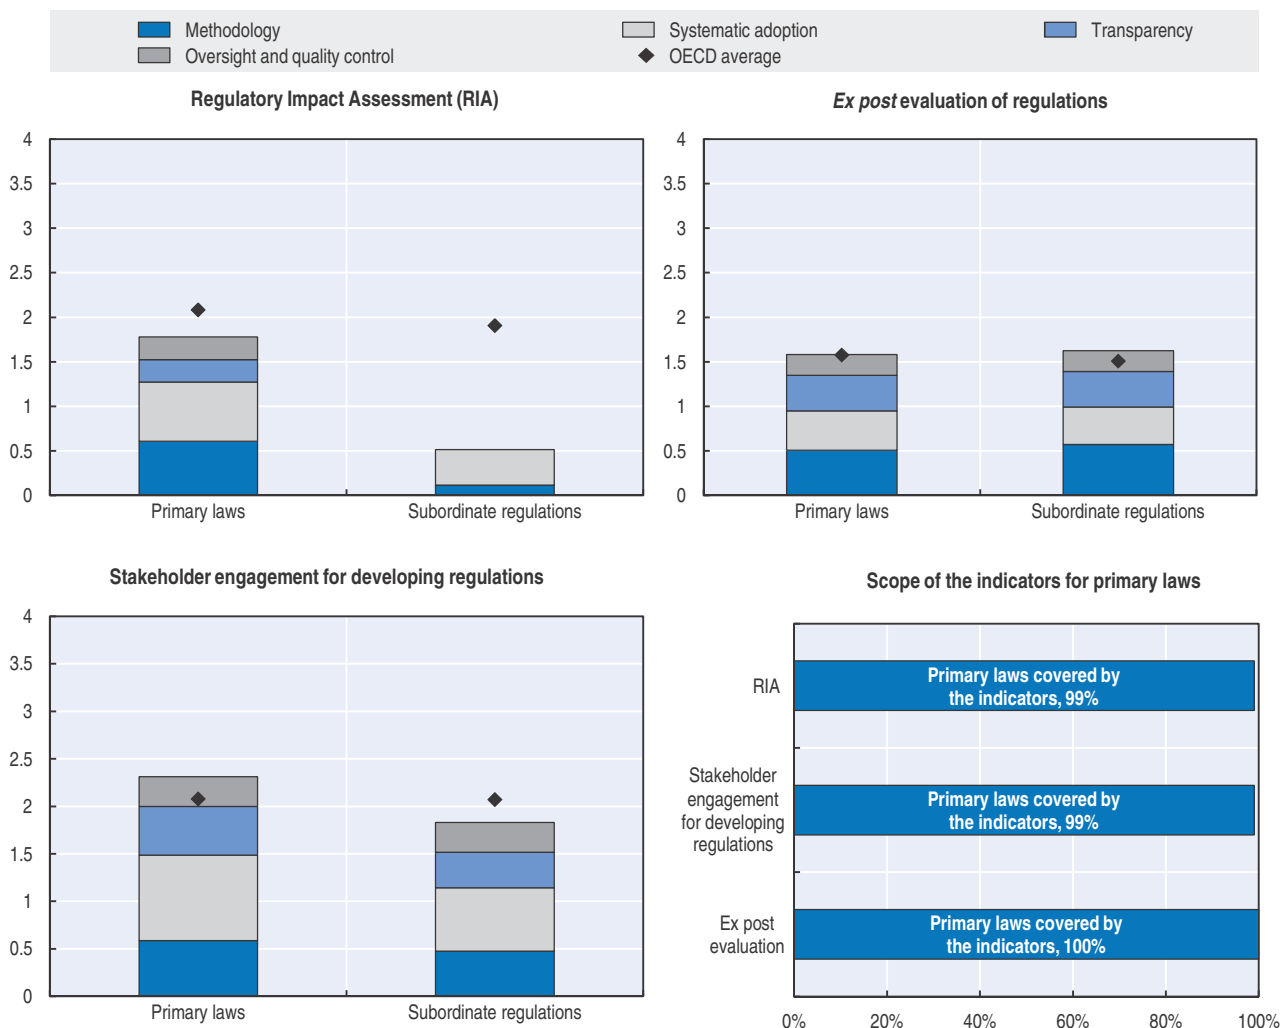 Methodology
Systematic adoption
Transparency
Oversight and quality control
OECD average
Regulatory Impact Assessment (RIA)
4
3.5
3
2.5
2
1.5
1
0.5
0
Primary laws
Subordinate regulations
Ex post evaluation of regulations
4
3.5
3
2.5
2
1.5
1
0.5
0
Primary laws
Subordinate regulations
Stakeholder engagement for developing regulations
4
3.5
3
2.5
2
1.5
1
0.5
0
Primary laws
Subordinate regulations
Scope of the indicators for primary laws
RIA
Primary laws covered by
the indicators, 99%
Stakeholder
engagement
for developing
regulations
Primary laws covered by
the indicators, 99%
Ex post
evaluation
Primary laws covered by
the indicators, 100%
0%
20%
40%
60%
80%
100%